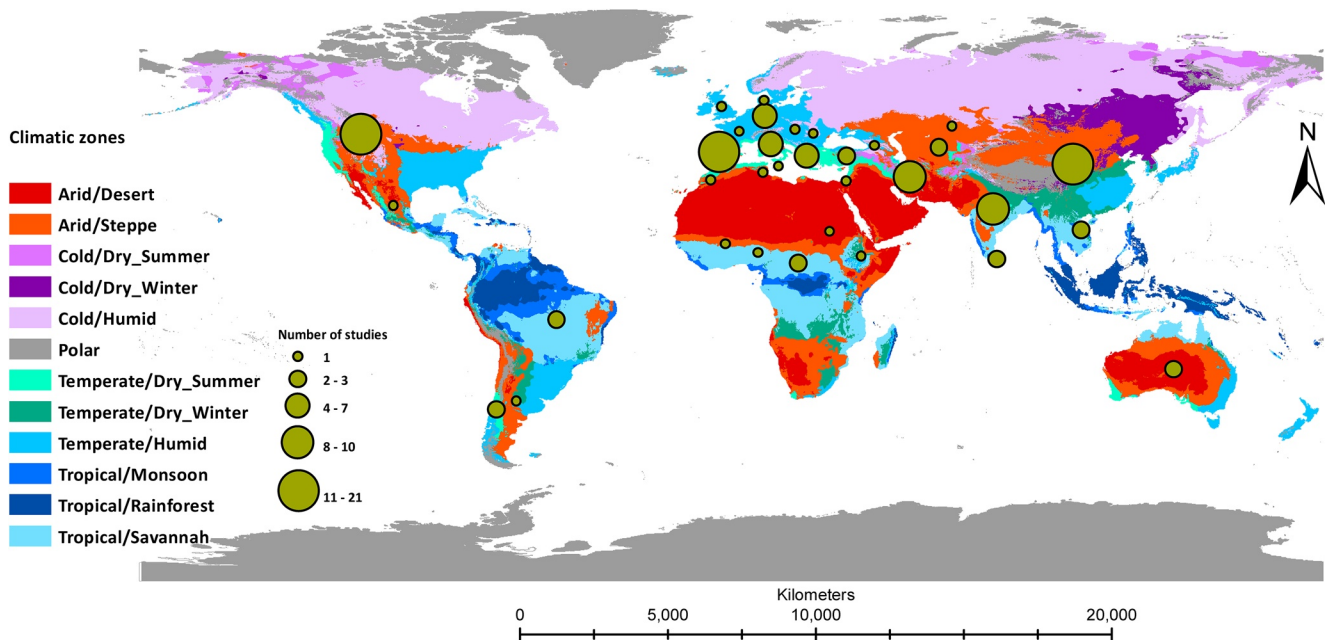 Climatic zones
Arid/Desert
Arid/Steppe
Cold/Dry_Summer
Cold/Dry_Winter
Cold/Humid
Polar
Temperate/Dry_Summer
Temperate/Dry_Winter
Temperate/Humid
Tropical/Monsoon
Tropical/Rainforest
Tropical/Savannah
Number of studies
1
2 - 3
4 - 7
8 - 10
11 - 21
N
Kilometers
0 5,000 10,000 20,000